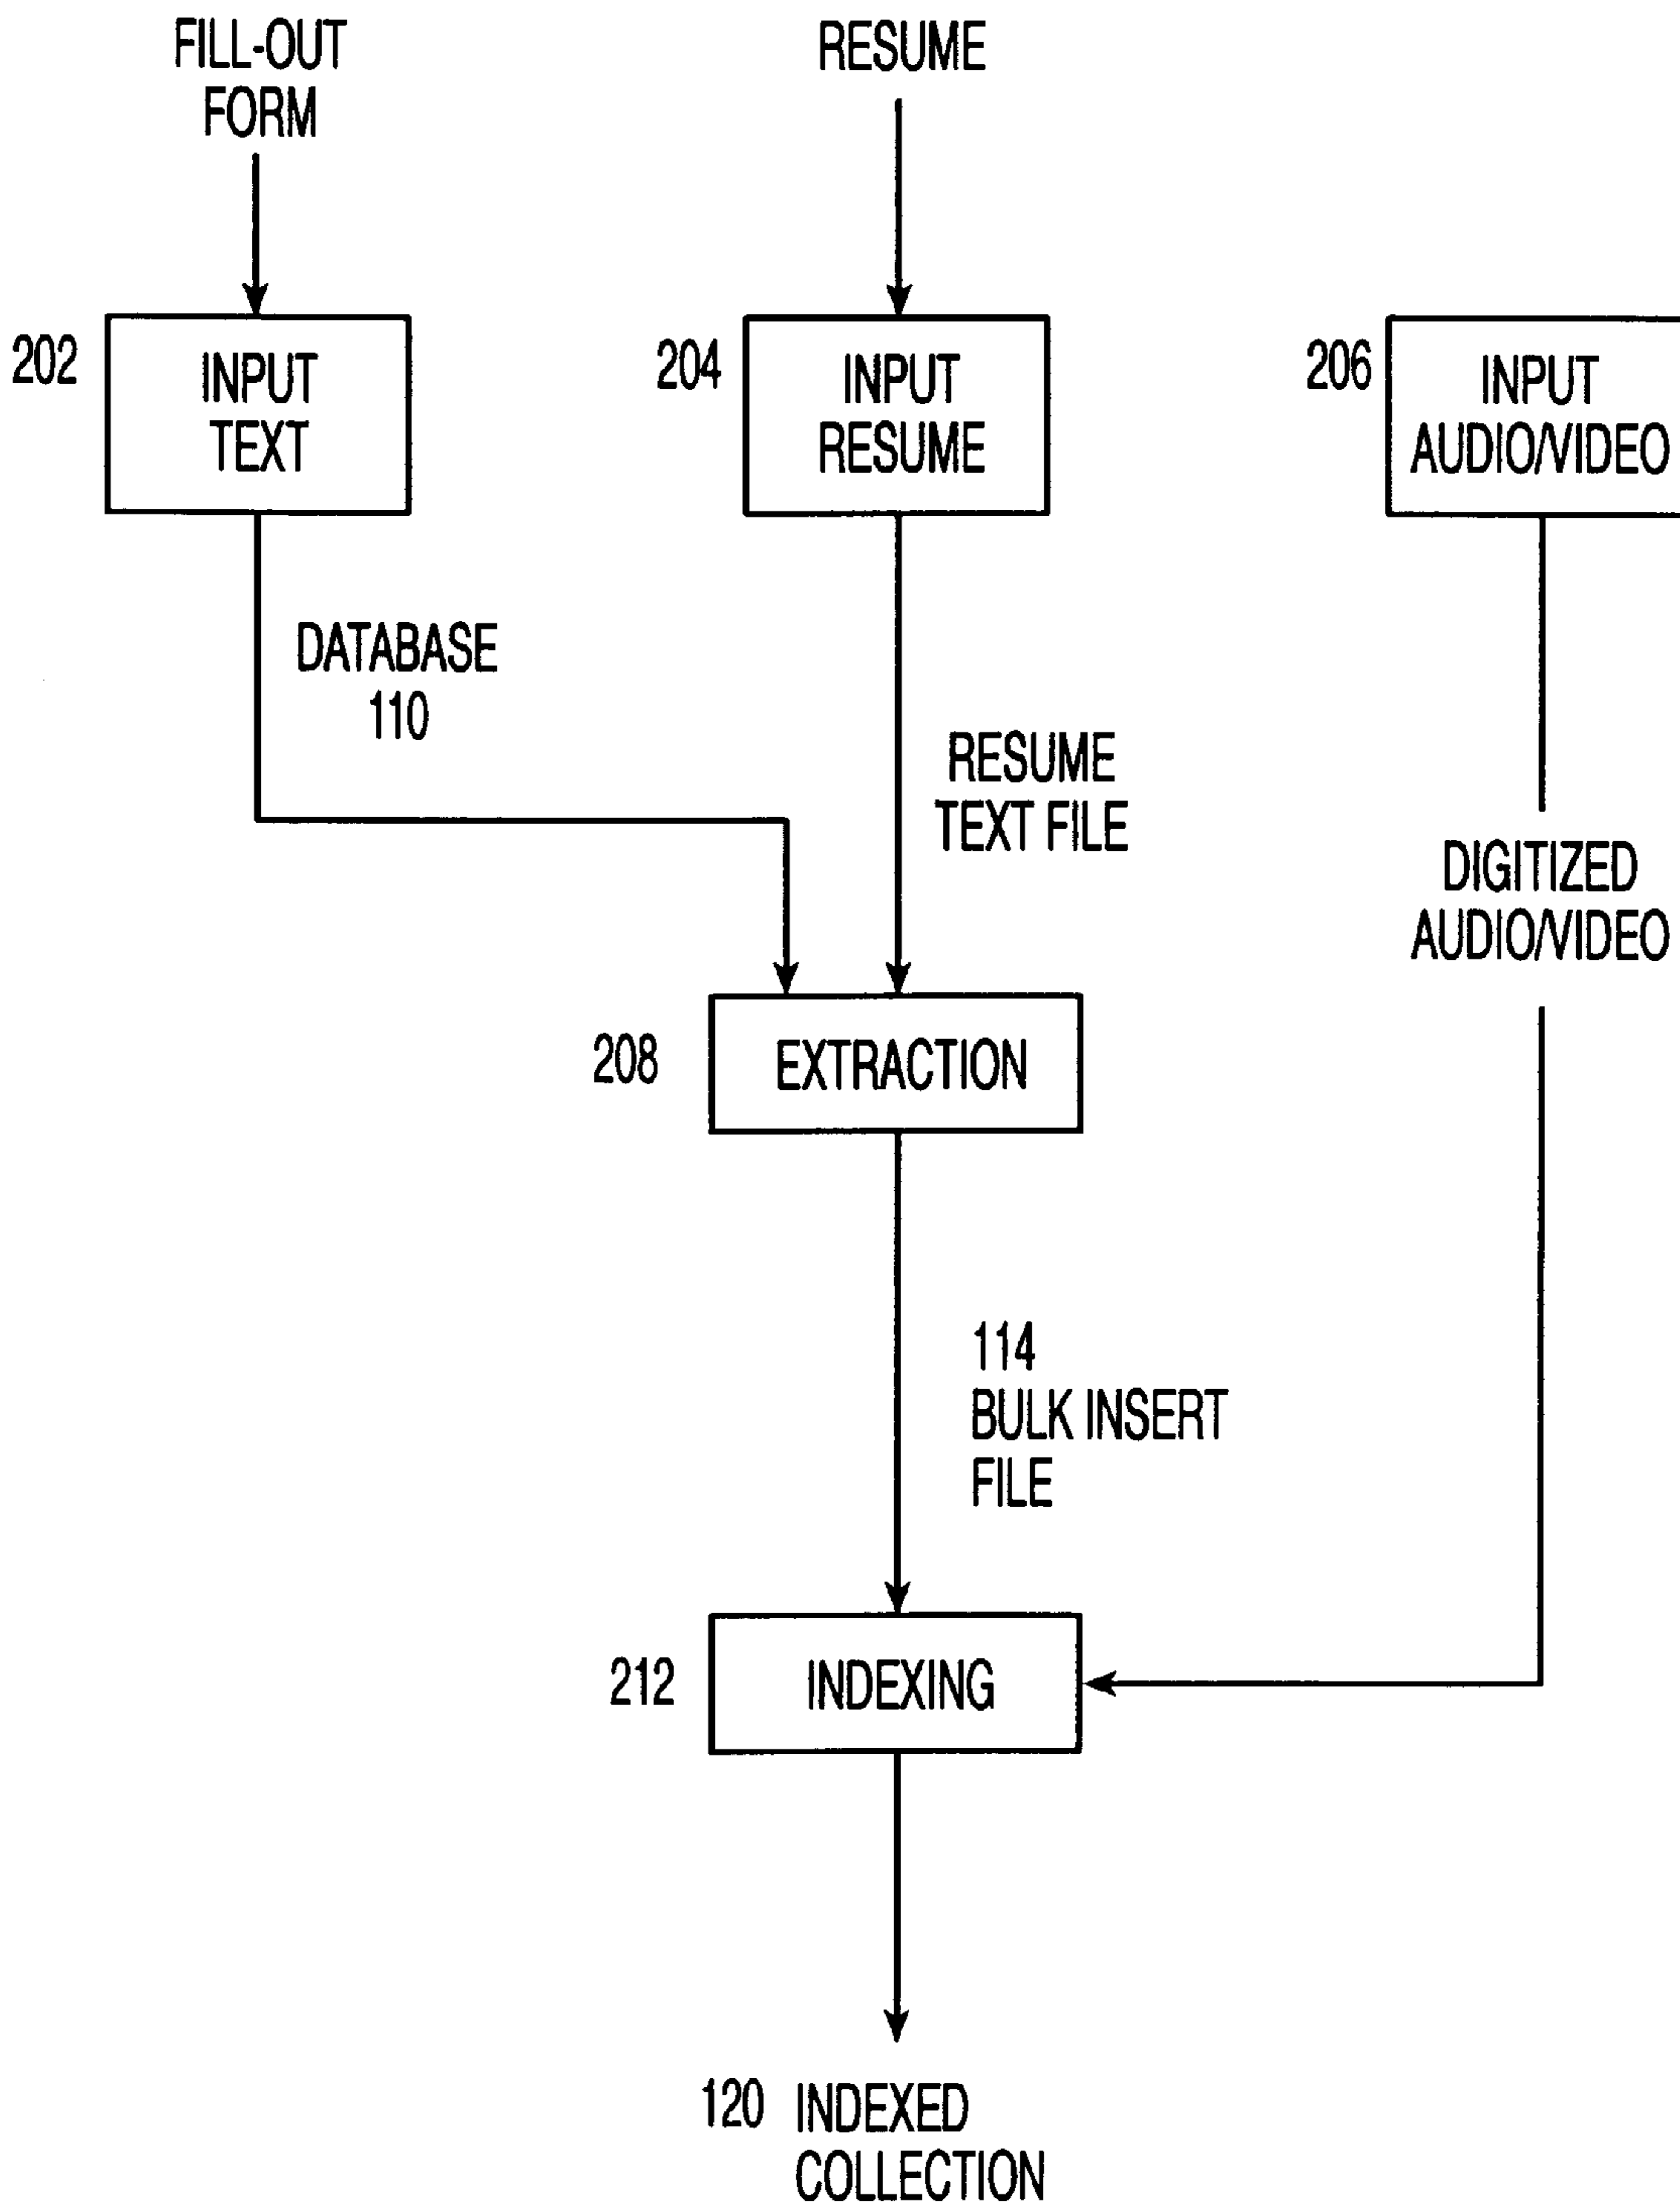 FILL-OUT
FORM
RESUME
202
INPUT
TEXT
204
INPUT
RESUME
206
INPUT
AUDIO/VIDEO
DATABASE
110
RESUME
TEXT FILE
DIGITIZED
AUDIO/VIDEO
208
EXTRACTION
114
BULK INSERT
FILE
212
INDEXING
120 INDEXED
COLLECTION